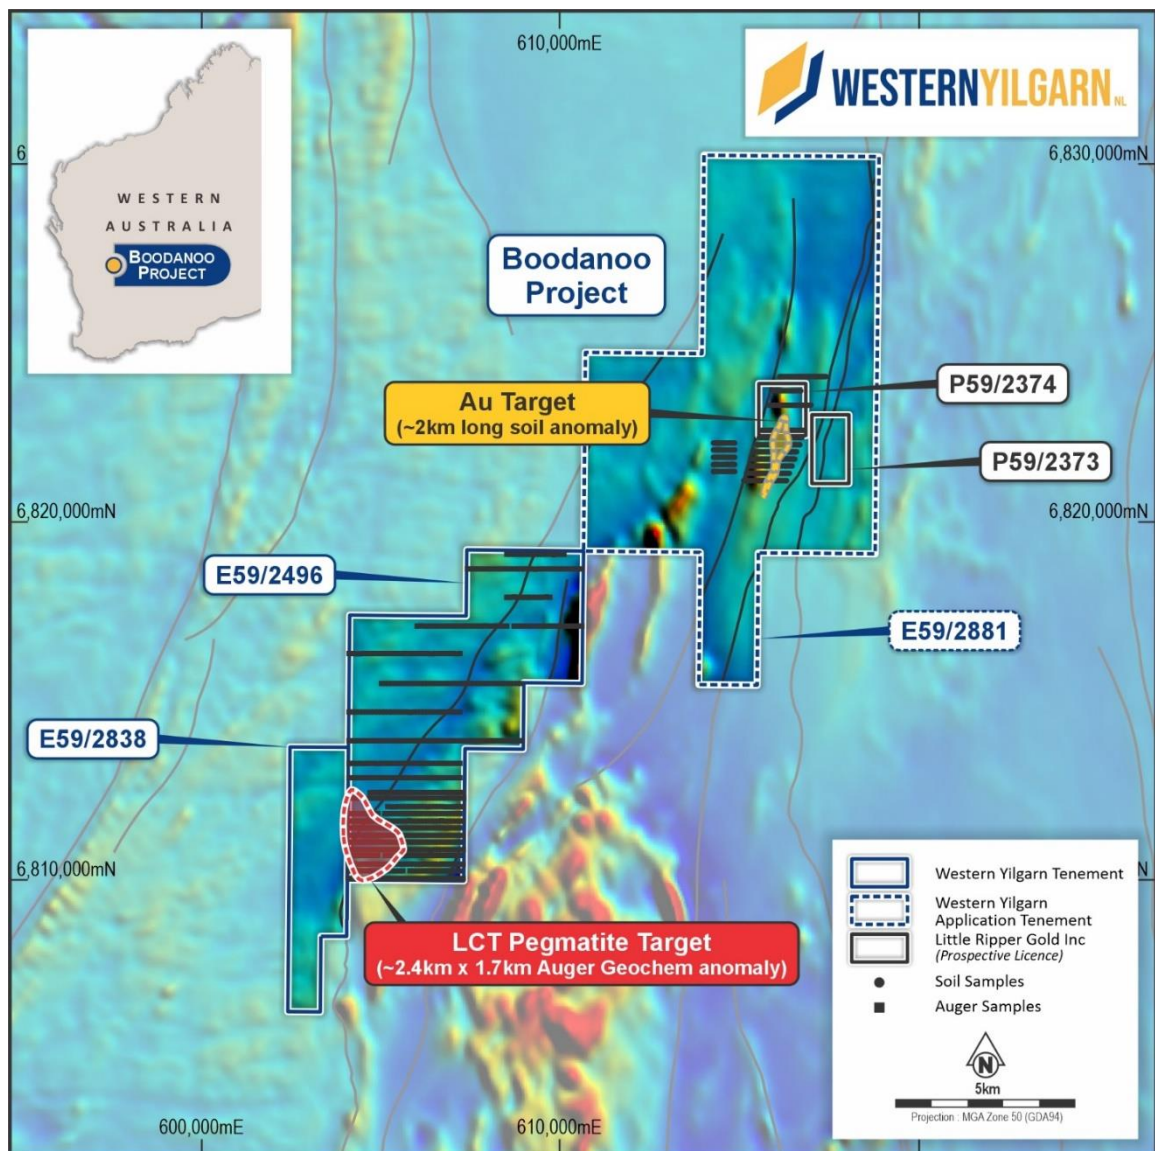 610,000mE
WESTERNYILGARN NL
6
6,830,000mN
WESTERN
AUSTRALIA
BOODANOO
PROJECT
Boodanoo
Project
P59/2374
Au Target
(~2km long soil anomaly)
P59/2373
6,820,000mN
6,820,000mN
E59/2496
E59/2881
E59/2838
6,810,000mN
N
LCT Pegmatite Target
(~2.4km x 1.7km Auger Geochem anomaly)
Western Yilgarn Tenement
Western Yilgarn
Application Tenement
Little Ripper Gold Inc
(Prospective Licence)
Soil Samples
Auger Samples
N
5km
Projection : MGA Zone 50 (GDA94)
600,000mE
610,000mE